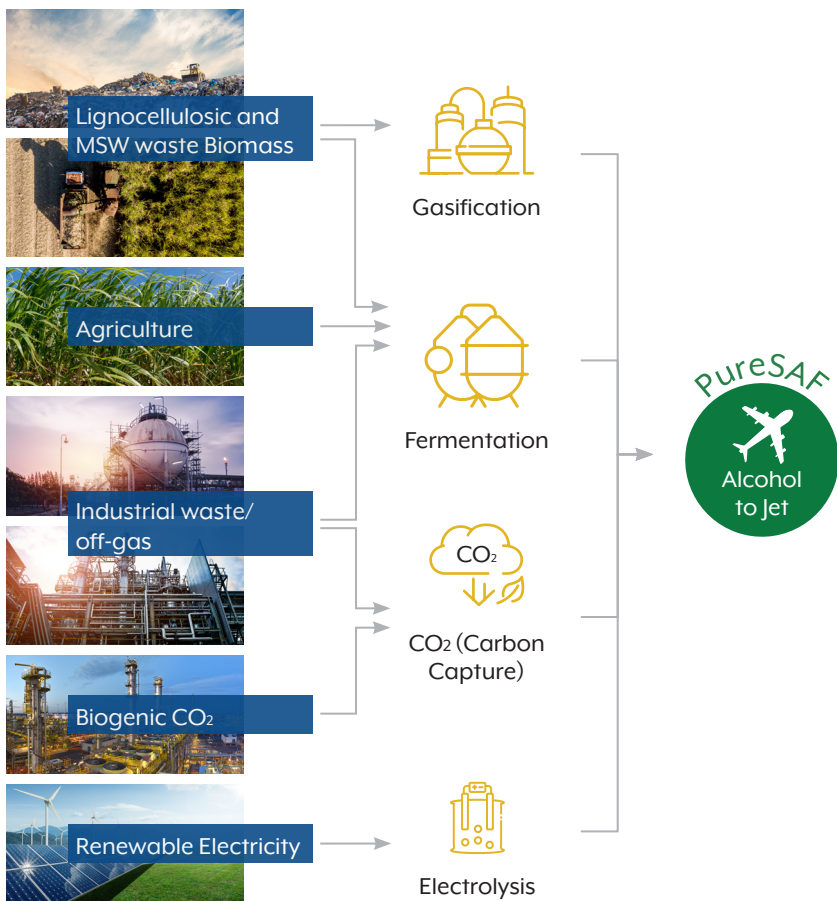 Lignocellulosic and
MSW waste Biomass
Gasification
Agriculture
Fermentation
Industrial waste/
off-gas
CO₂
CO₂ (Carbon
Capture)
Biogenic CO₂
Renewable Electricity
Electrolysis
PureSAF
Alcohol
to Jet